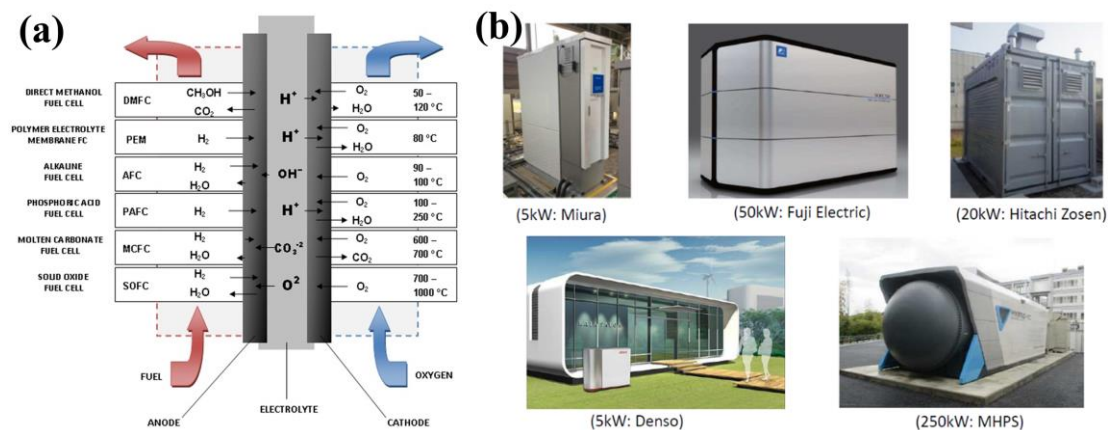 (a)
DIRECT METHANOL
FUEL CELL
DMFC
CH₃OH
CO₂
H⁺
O₂
H₂O
50 –
120 °C
POLYMER ELECTROLYTE
MEMBRANE FC
PEM
H₂
H⁺
O₂
H₂O
80 °C
ALKALINE
FUEL CELL
AFC
H₂
H₂O
OH⁻
O₂
90 –
100 °C
PHOSPHORIC ACID
FUEL CELL
PAFC
H₂
H⁺
O₂
H₂O
100 –
250 °C
MOLTEN CARBONATE
FUEL CELL
MCFC
H₂
H₂O
CO₃⁻²
O₂
CO₂
600 –
700 °C
SOLID OXIDE
FUEL CELL
SOFC
H₂
H₂O
O²
O₂
700 –
1000 °C
FUEL
OXYGEN
ANODE
ELECTROLYTE
CATHODE
(b)
(5kW: Miura)
(50kW: Fuji Electric)
(20kW: Hitachi Zosen)
(5kW: Denso)
(250kW: MHPS)